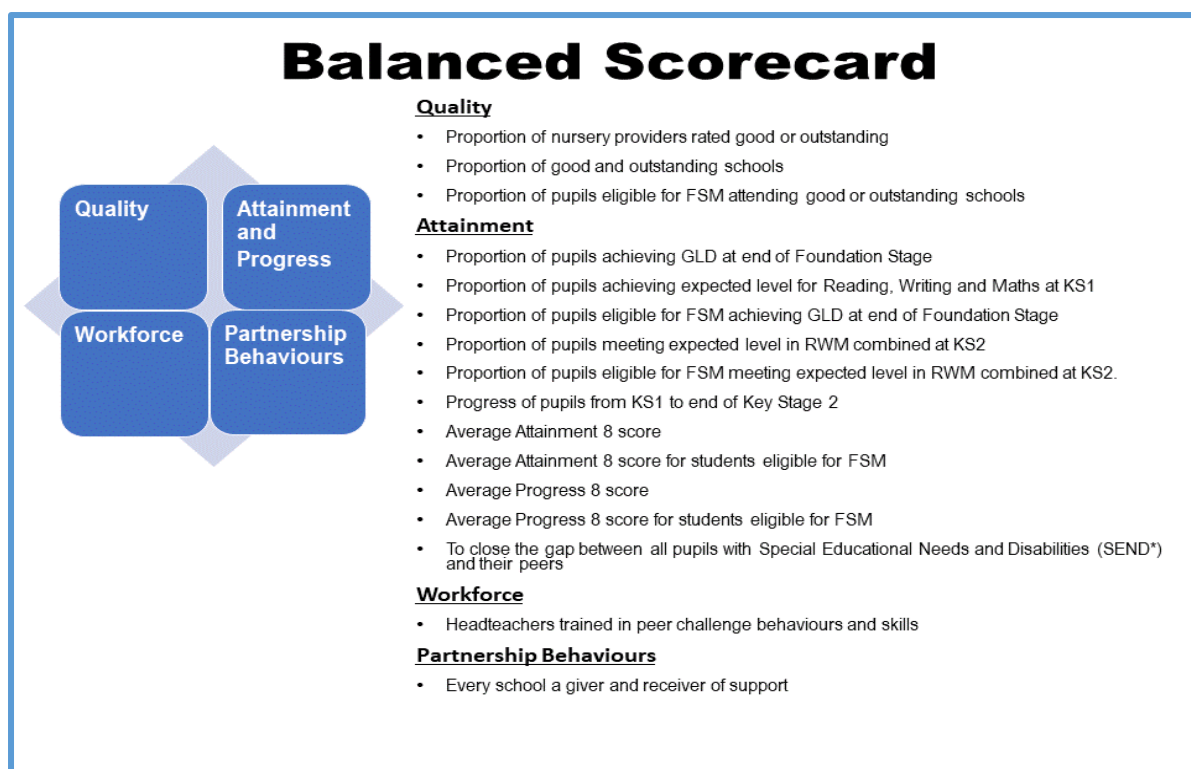 Balanced Scorecard
Quality
Attainment
and
Progress
Workforce
Partnership
Behaviours
Quality
• Proportion of nursery providers rated good or outstanding
• Proportion of good and outstanding schools
• Proportion of pupils eligible for FSM attending good or outstanding schools
Attainment
• Proportion of pupils achieving GLD at end of Foundation Stage
• Proportion of pupils achieving expected level for Reading, Writing and Maths at KS1
• Proportion of pupils eligible for FSM achieving GLD at end of Foundation Stage
• Proportion of pupils meeting expected level in RWM combined at KS2
• Proportion of pupils eligible for FSM meeting expected level in RWM combined at KS2.
• Progress of pupils from KS1 to end of Key Stage 2
• Average Attainment 8 score
• Average Attainment 8 score for students eligible for FSM
• Average Progress 8 score
• Average Progress 8 score for students eligible for FSM
• To close the gap between all pupils with Special Educational Needs and Disabilities (SEND*)
and their peers
Workforce
• Headteachers trained in peer challenge behaviours and skills
Partnership Behaviours
• Every school a giver and receiver of support